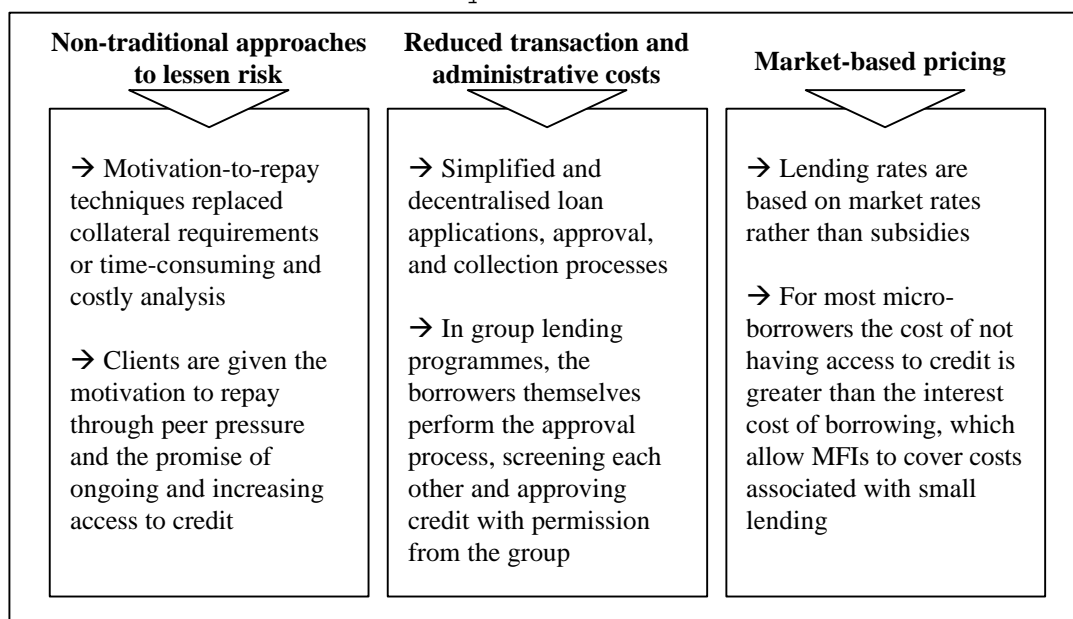 Non-traditional approaches
to lessen risk
→ Motivation-to-repay
techniques replaced
collateral requirements
or time-consuming and
costly analysis
→ Clients are given the
motivation to repay
through peer pressure
and the promise of
ongoing and increasing
access to credit
Reduced transaction and
administrative costs
→ Simplified and
decentralised loan
applications, approval,
and collection processes
→ In group lending
programmes, the
borrowers themselves
perform the approval
process, screening each
other and approving
credit with permission
from the group
Market-based pricing
→ Lending rates are
based on market rates
rather than subsidies
→ For most micro-
borrowers the cost of not
having access to credit is
greater than the interest
cost of borrowing, which
allow MFIs to cover costs
associated with small
lending